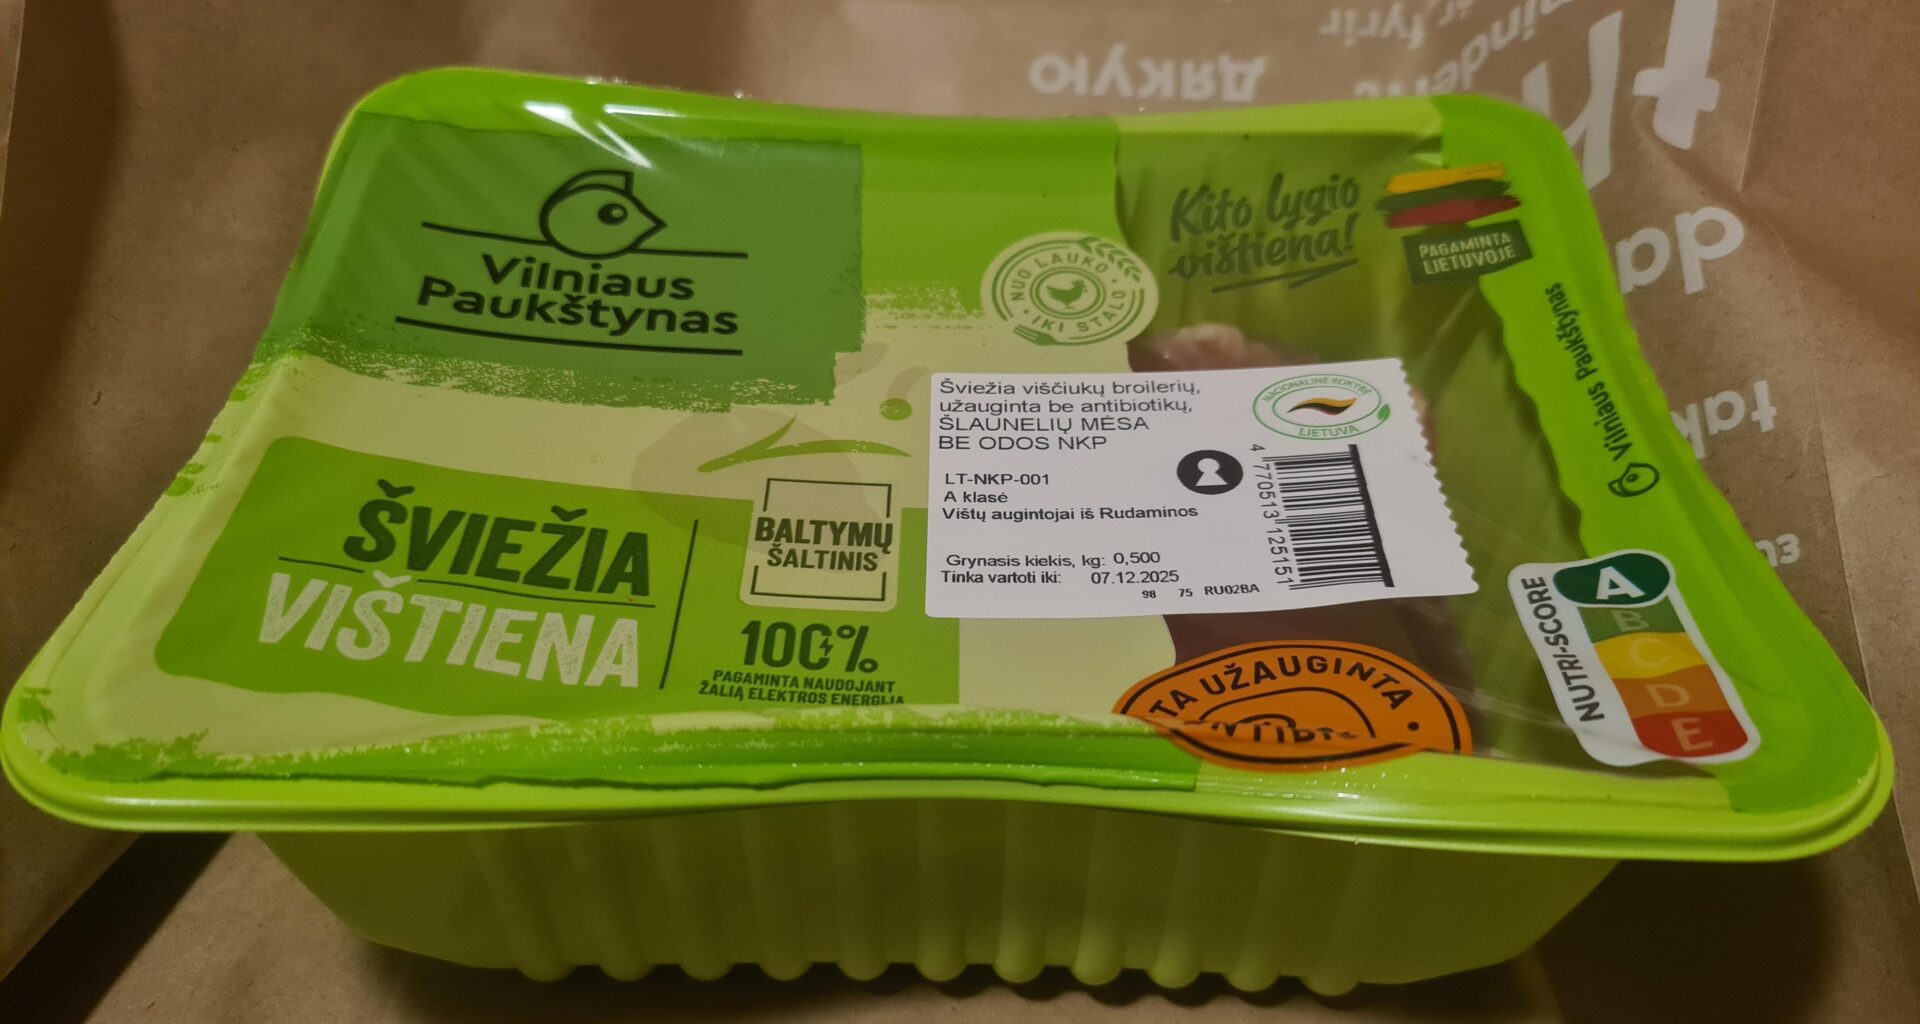 Vilniaus
Paukštynas
ŠVIEŽIA
VIŠTIENA
BALTYMŲ
ŠALTINIS
100%
PAGAMINTA NAUDOJANT
ŽALIĄ ELEKTROS ENERGIJĄ
NUO LAUKO
IKI STALO
Kito lygio
vištiena!
PAGAMINTA
LIETUVOJE
Vilniaus Paukštynas
Šviežia viščiukų broilerių,
užauginta be antibiotikų,
ŠLAUNELIŲ MĖSA
BE ODOS NKP
LT-NKP-001
A klasė
Vištų augintojai iš Rudaminos
Grynasis kiekis, kg: 0,500
Tinka vartoti iki: 07.12.2025
98 75 RU02BA
NACIONALINĖ KOKYBĖ
LIETUVA
4 770513 125151
TA UŽAUGINTA
NUTRI-SCORE
A
B
C
D
E
дякую